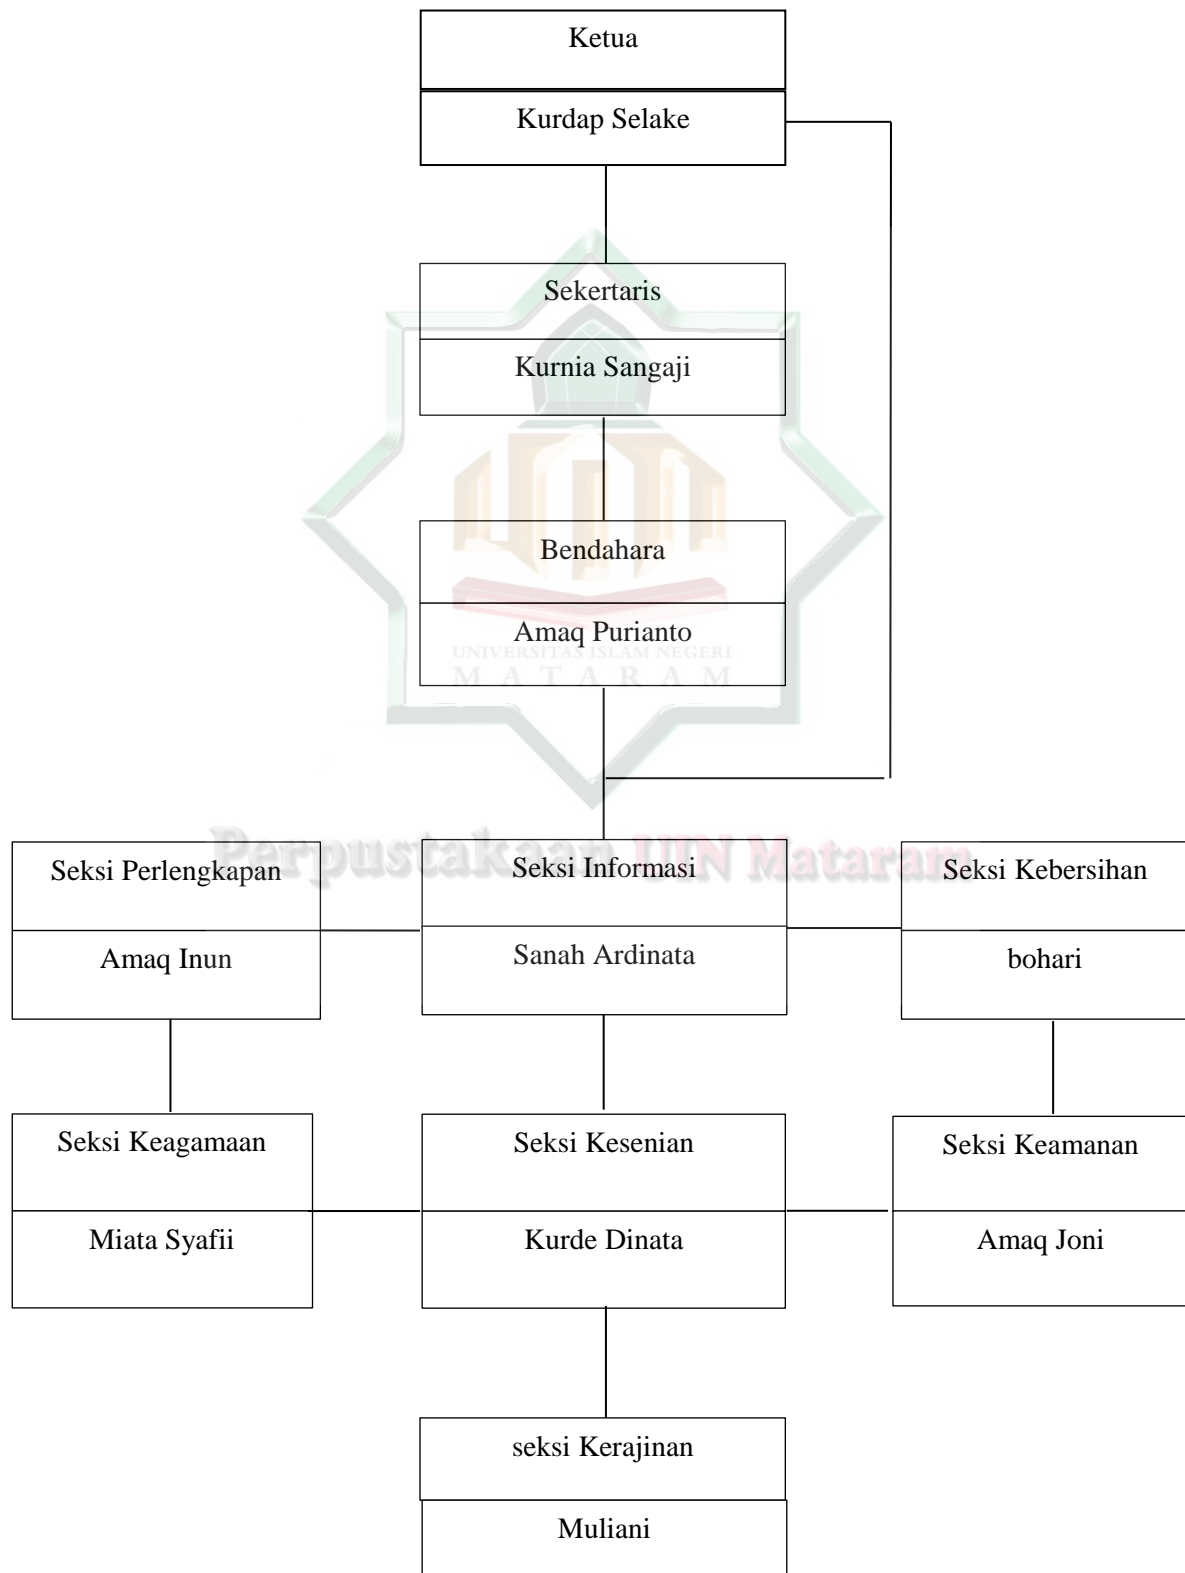 Ketua
Kurdap Selake
Sekertaris
Kurnia Sangaji
Bendahara
Amaq Purianto
UNIVERSITAS ISLAM NEGERI
MATARAM
Perpustakaan UIN Mataram
Seksi Perlengkapan
Amaq Inun
Seksi Informasi
Sanah Ardinata
Seksi Kebersihan
bohari
Seksi Keagamaan
Miata Syafii
Seksi Kesenian
Kurde Dinata
Seksi Keamanan
Amaq Joni
seksi Kerajinan
Muliani